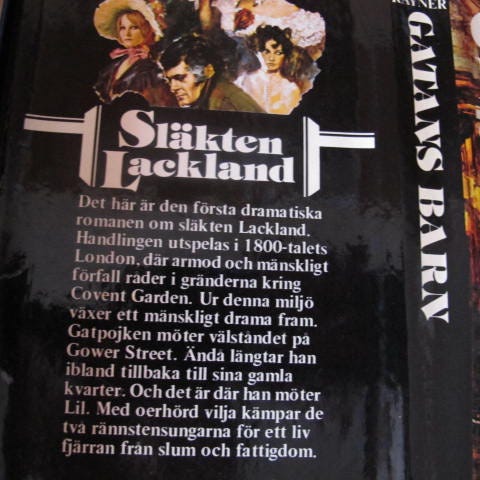 Släkten
Lackland
Det här är den första dramatiska
romanen om släkten Lackland.
Handlingen utspelas i 1800-talets
London, där armod och mänskligt
förfall råder i gränderna kring
Covent Garden. Ur denna miljö
växer ett mänskligt drama fram.
Gatpojken möter välståndet på
Gower Street. Ändå längtar han
ibland tillbaka till sina gamla
kvarter. Och det är där han möter
Lil. Med oerhörd vilja kämpar de
två rännstensungarna för ett liv
fjärran från slum och fattigdom.
RAYNER
GATANS BARN